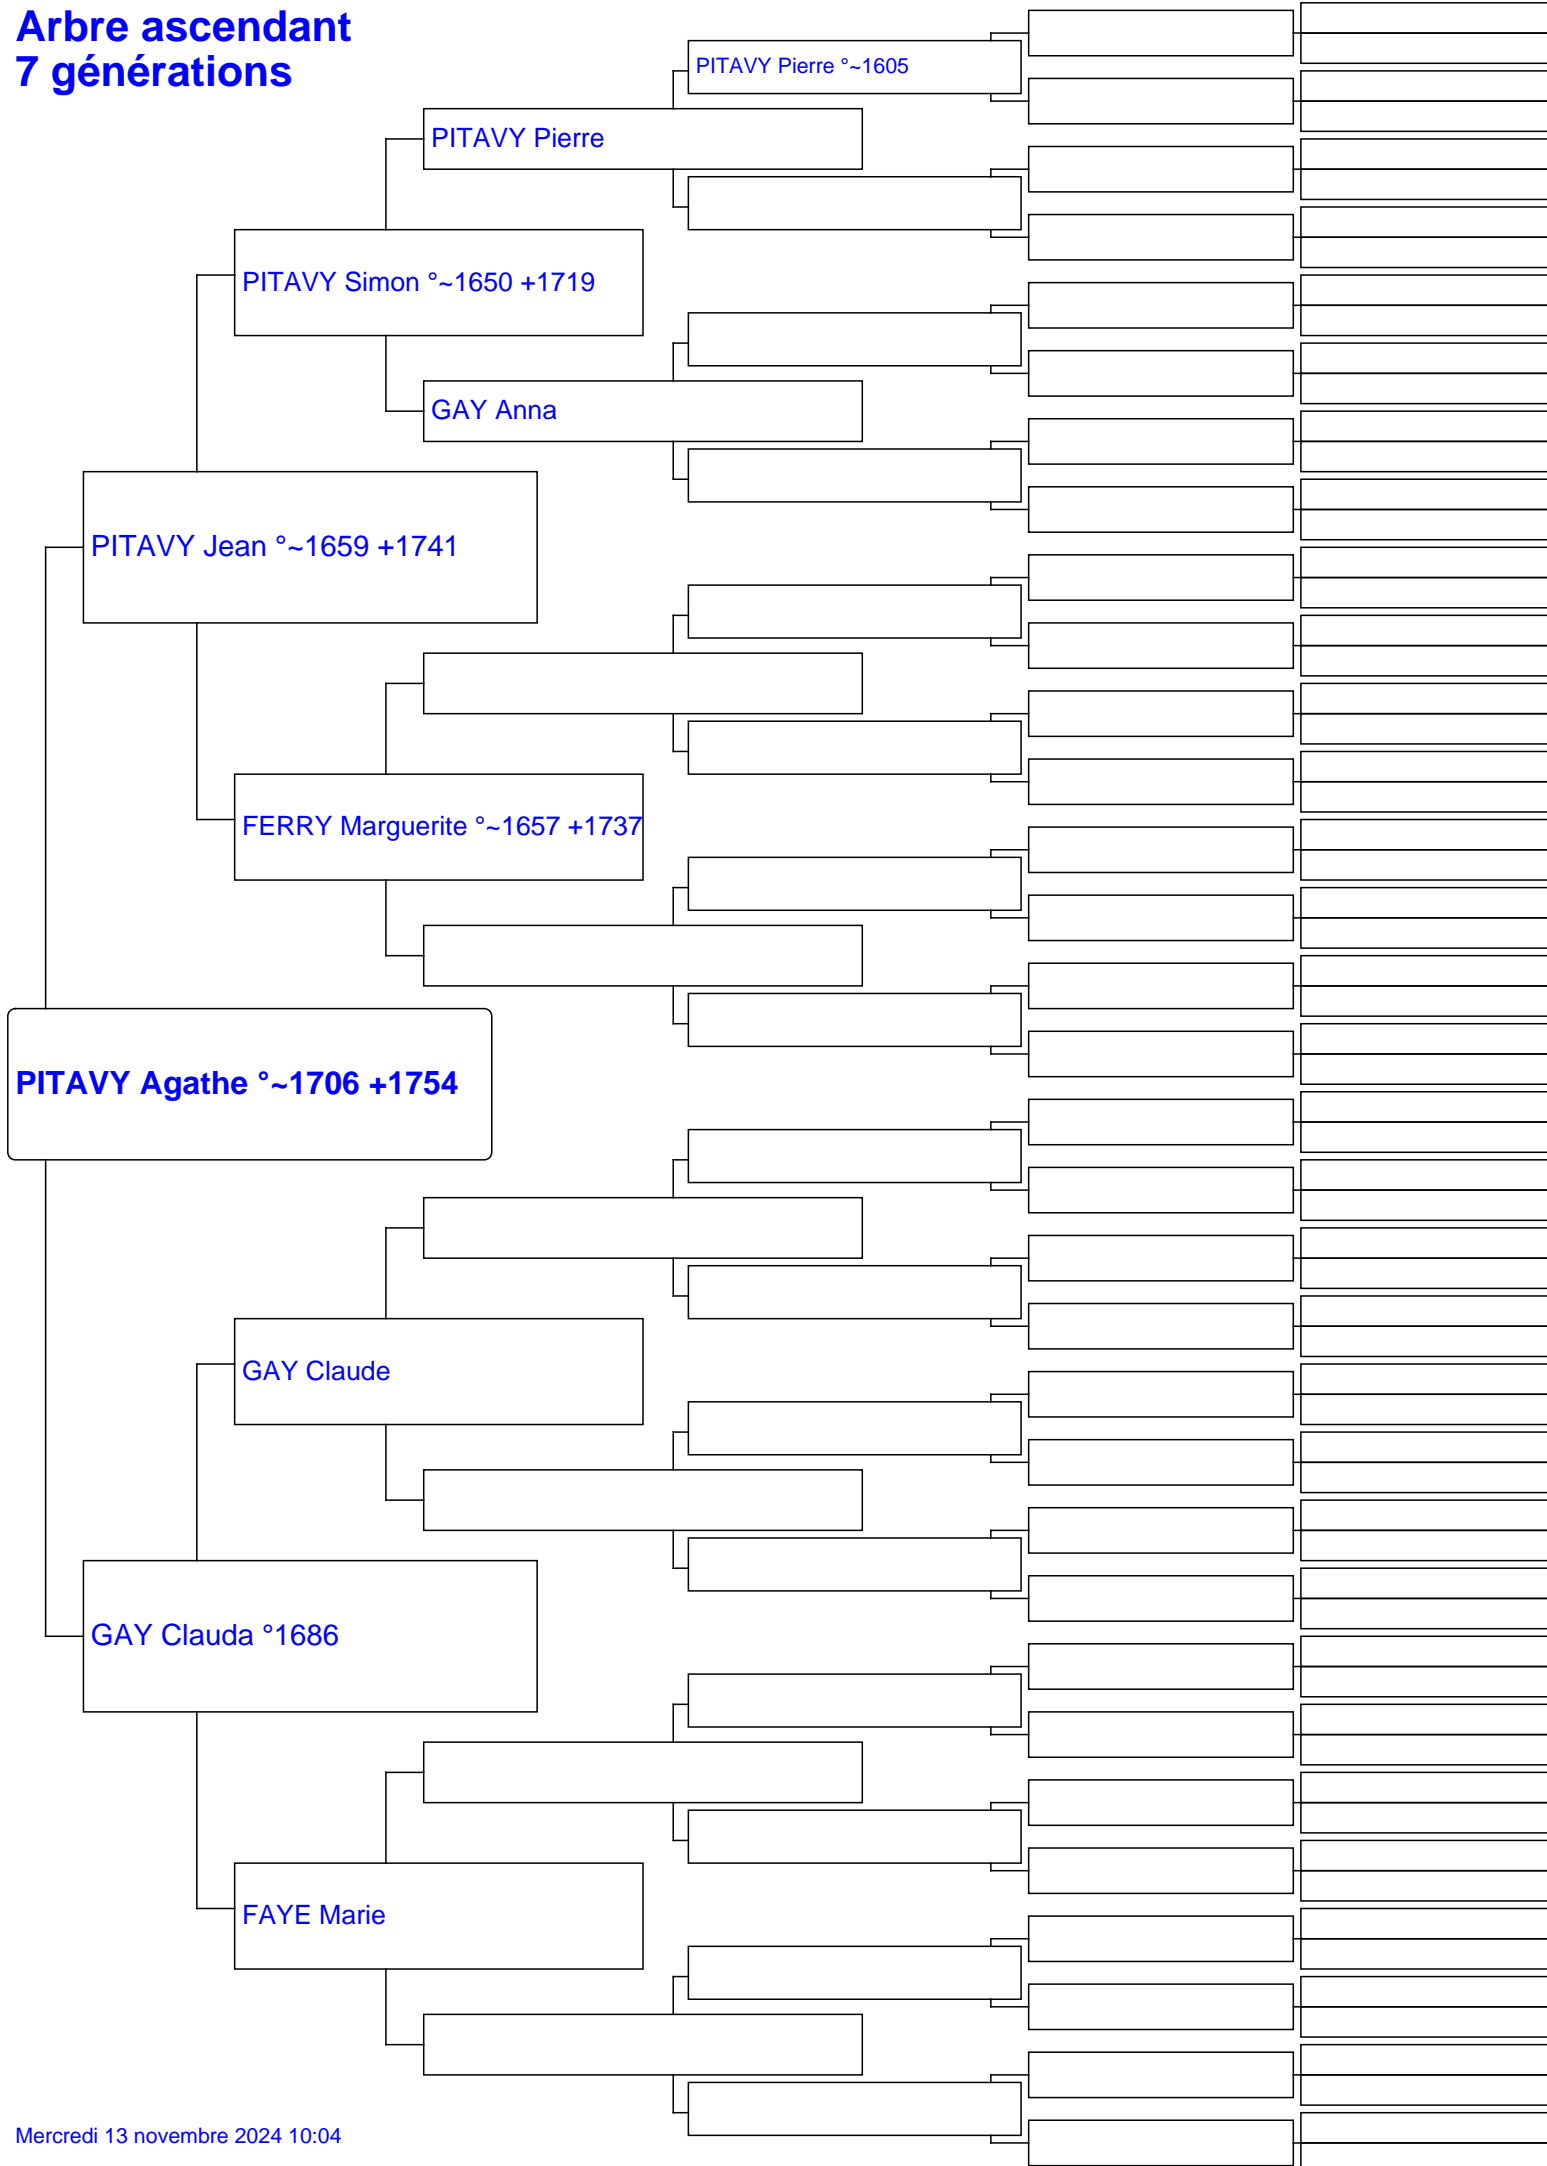 Arbre ascendant
7 générations
PITAVY Pierre °~1605
PITAVY Pierre
PITAVY Simon °~1650 +1719
GAY Anna
PITAVY Jean °~1659 +1741
FERRY Marguerite °~1657 +1737
PITAVY Agathe °~1706 +1754
GAY Claude
GAY Clauda °1686
FAYE Marie
Mercredi 13 novembre 2024 10:04